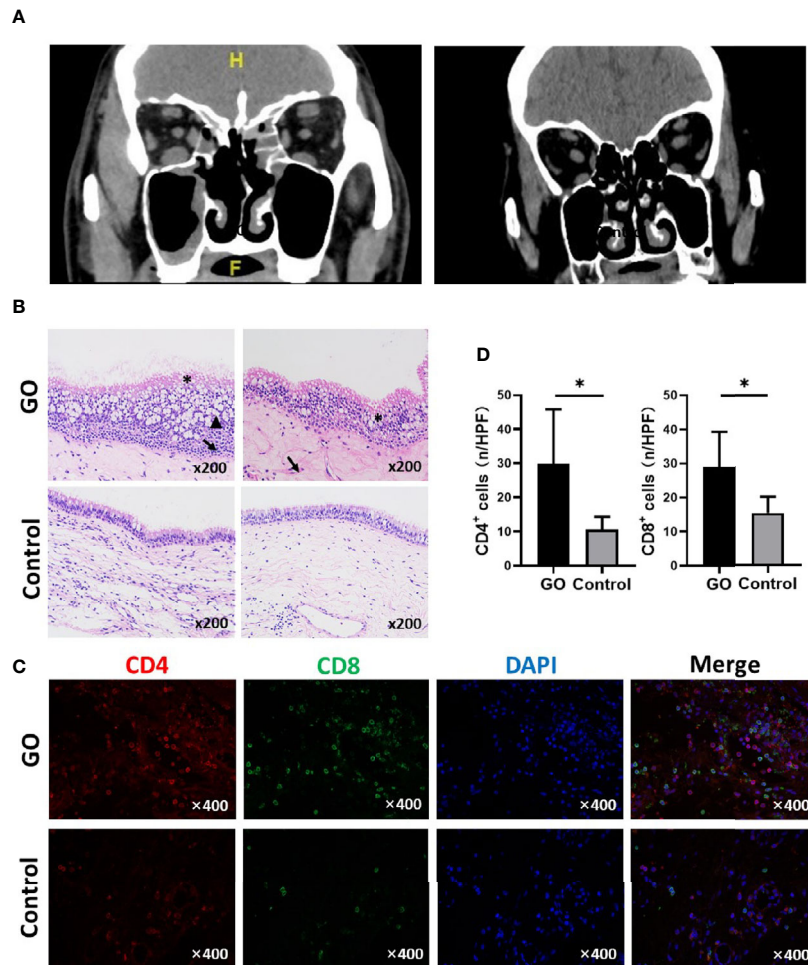 A
H
F
B
GO
*
*
x200
x200
Control
x200
x200
D
*
50
40
30
20
10
0
CD4+ cells (n/HPF)
GO Control
*
50
40
30
20
10
0
CD8+ cells (n/HPF)
GO Control
C
CD4 CD8 DAPI Merge
GO
×400 ×400 ×400 ×400
Control
×400 ×400 ×400 ×400